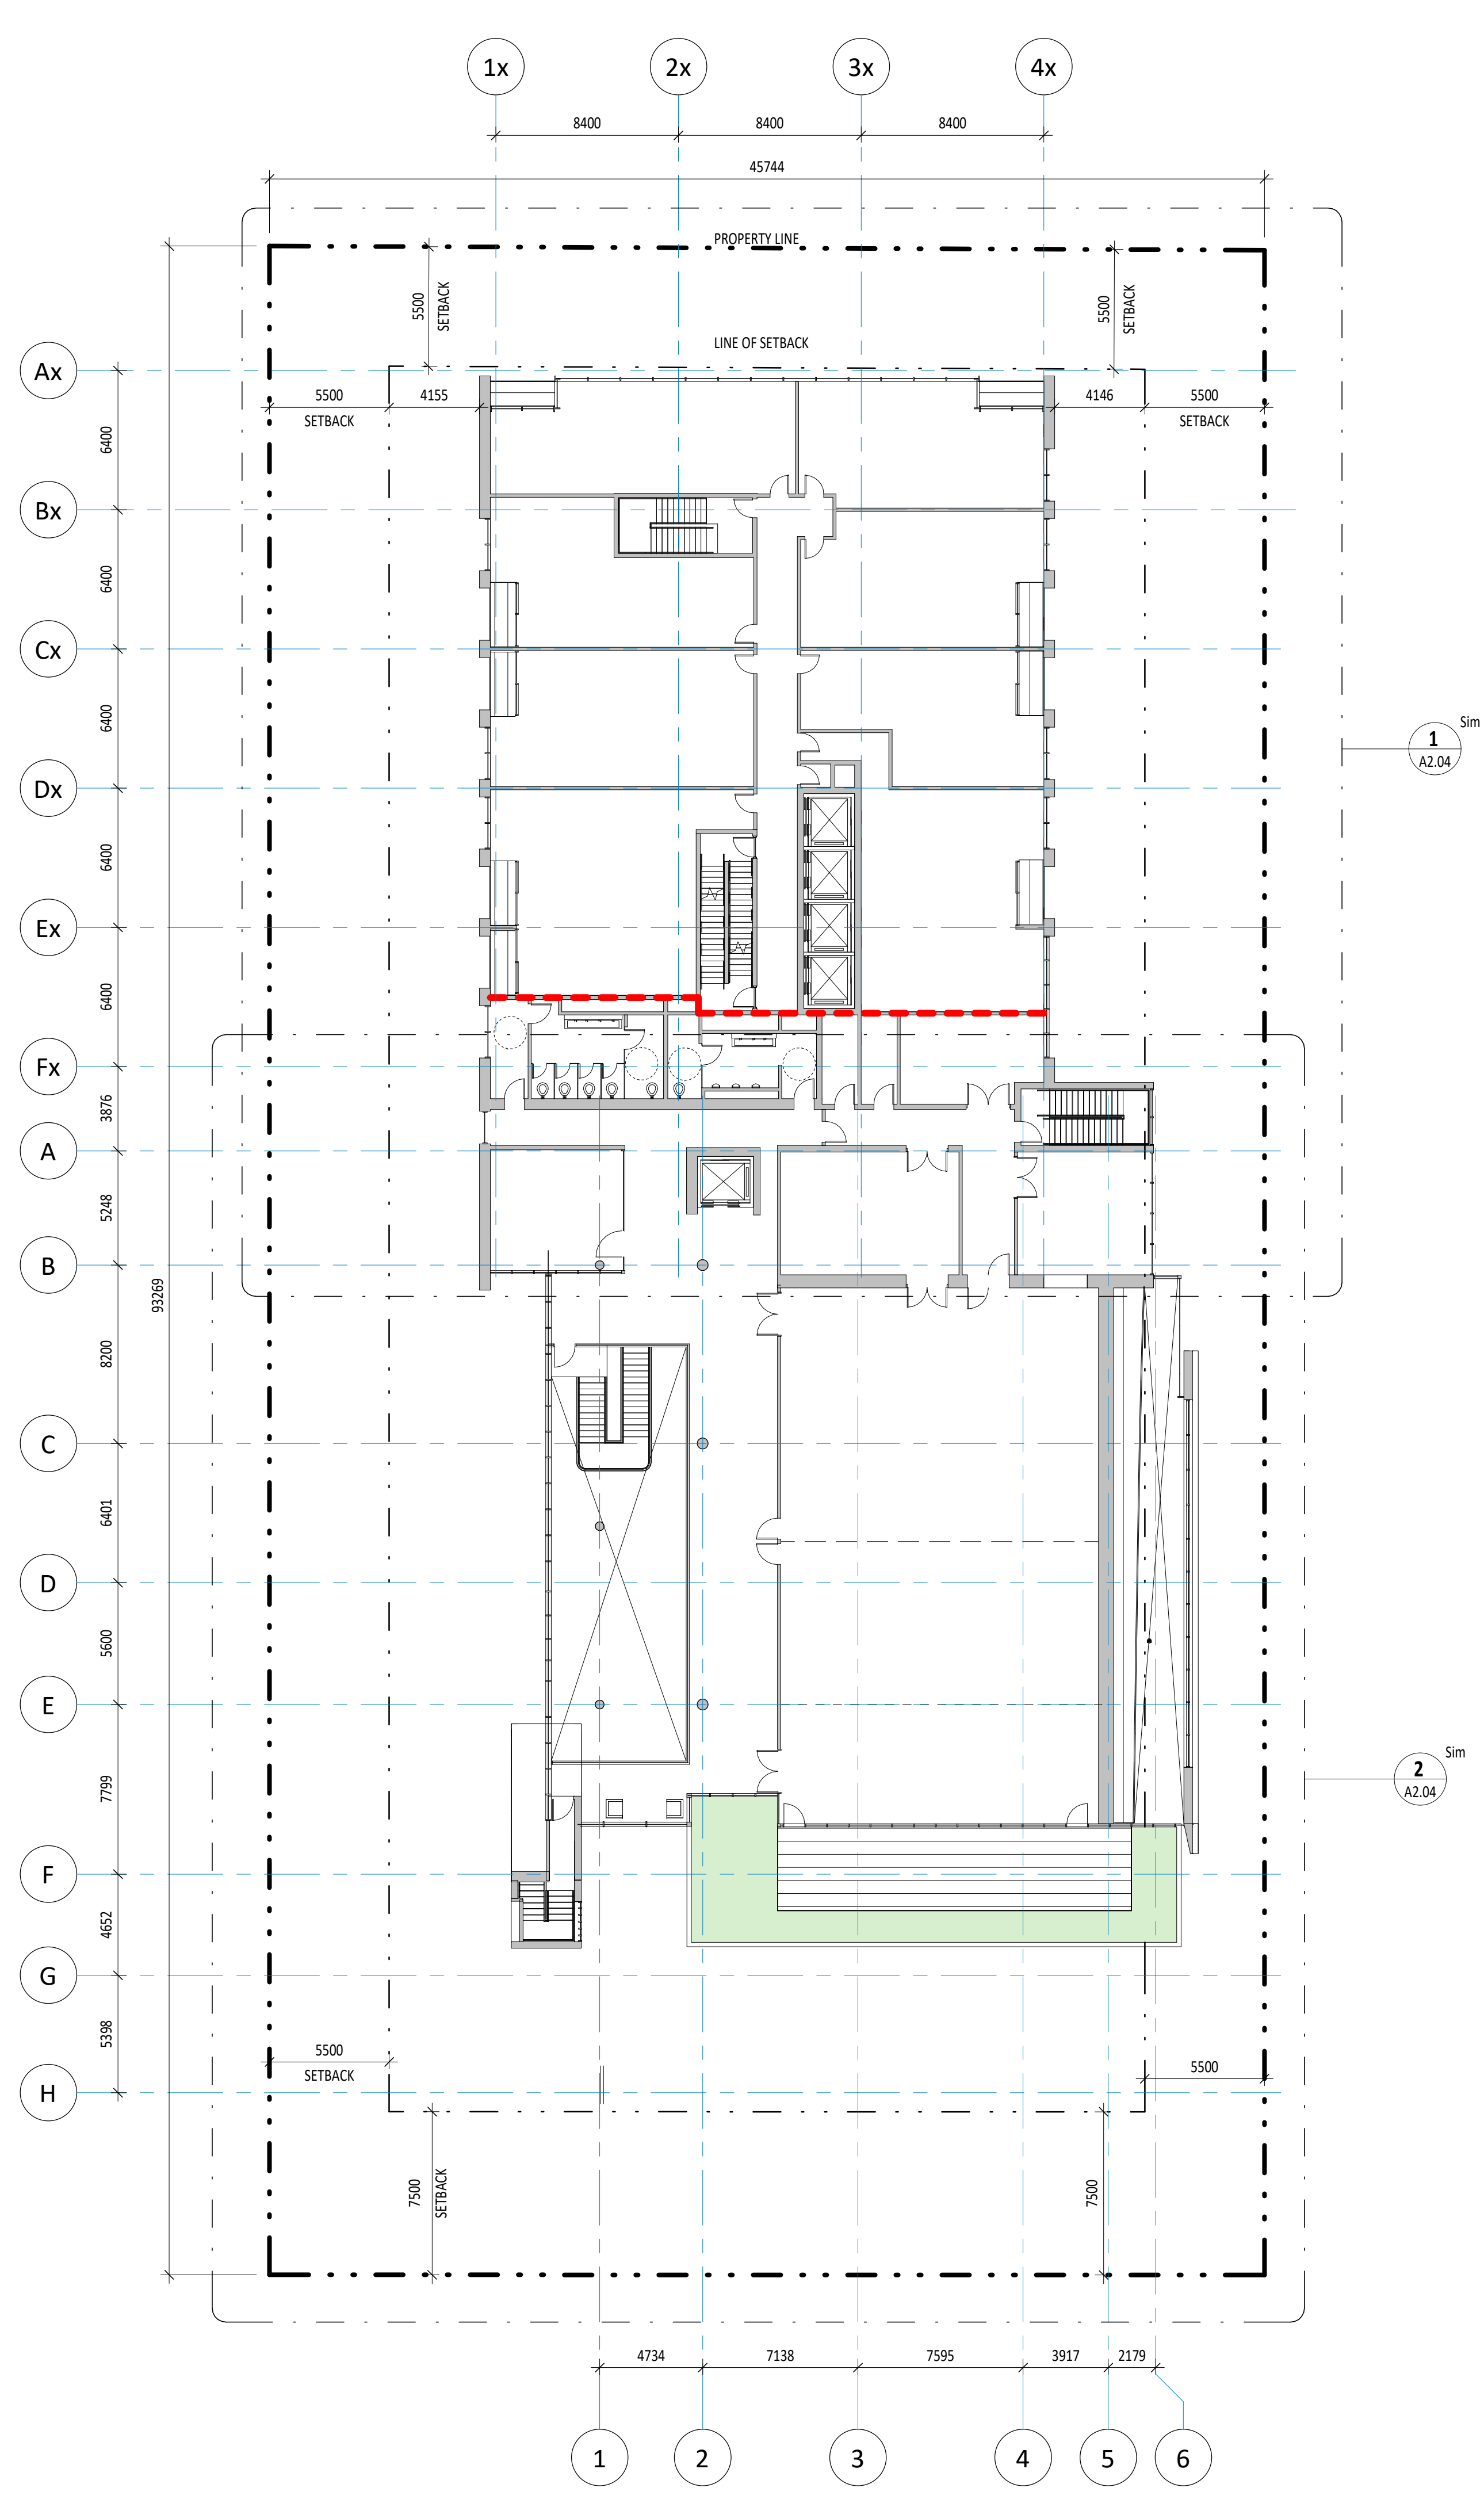 1x
2x
3x
4x
8400
8400
8400
45744
PROPERTY LINE
5500
SETBACK
5500
SETBACK
LINE OF SETBACK
Ax
5500
SETBACK
4155
4146
5500
SETBACK
6400
Bx
6400
Cx
6400
Sim
1
A2.04
Dx
6400
Ex
6400
Fx
3876
A
5248
B
93269
8200
C
6401
D
5600
E
Sim
2
A2.04
7799
F
4652
G
5398
5500
SETBACK
5500
H
7500
SETBACK
7500
4734
7138
7595
3917
2179
1
2
3
4
5
6